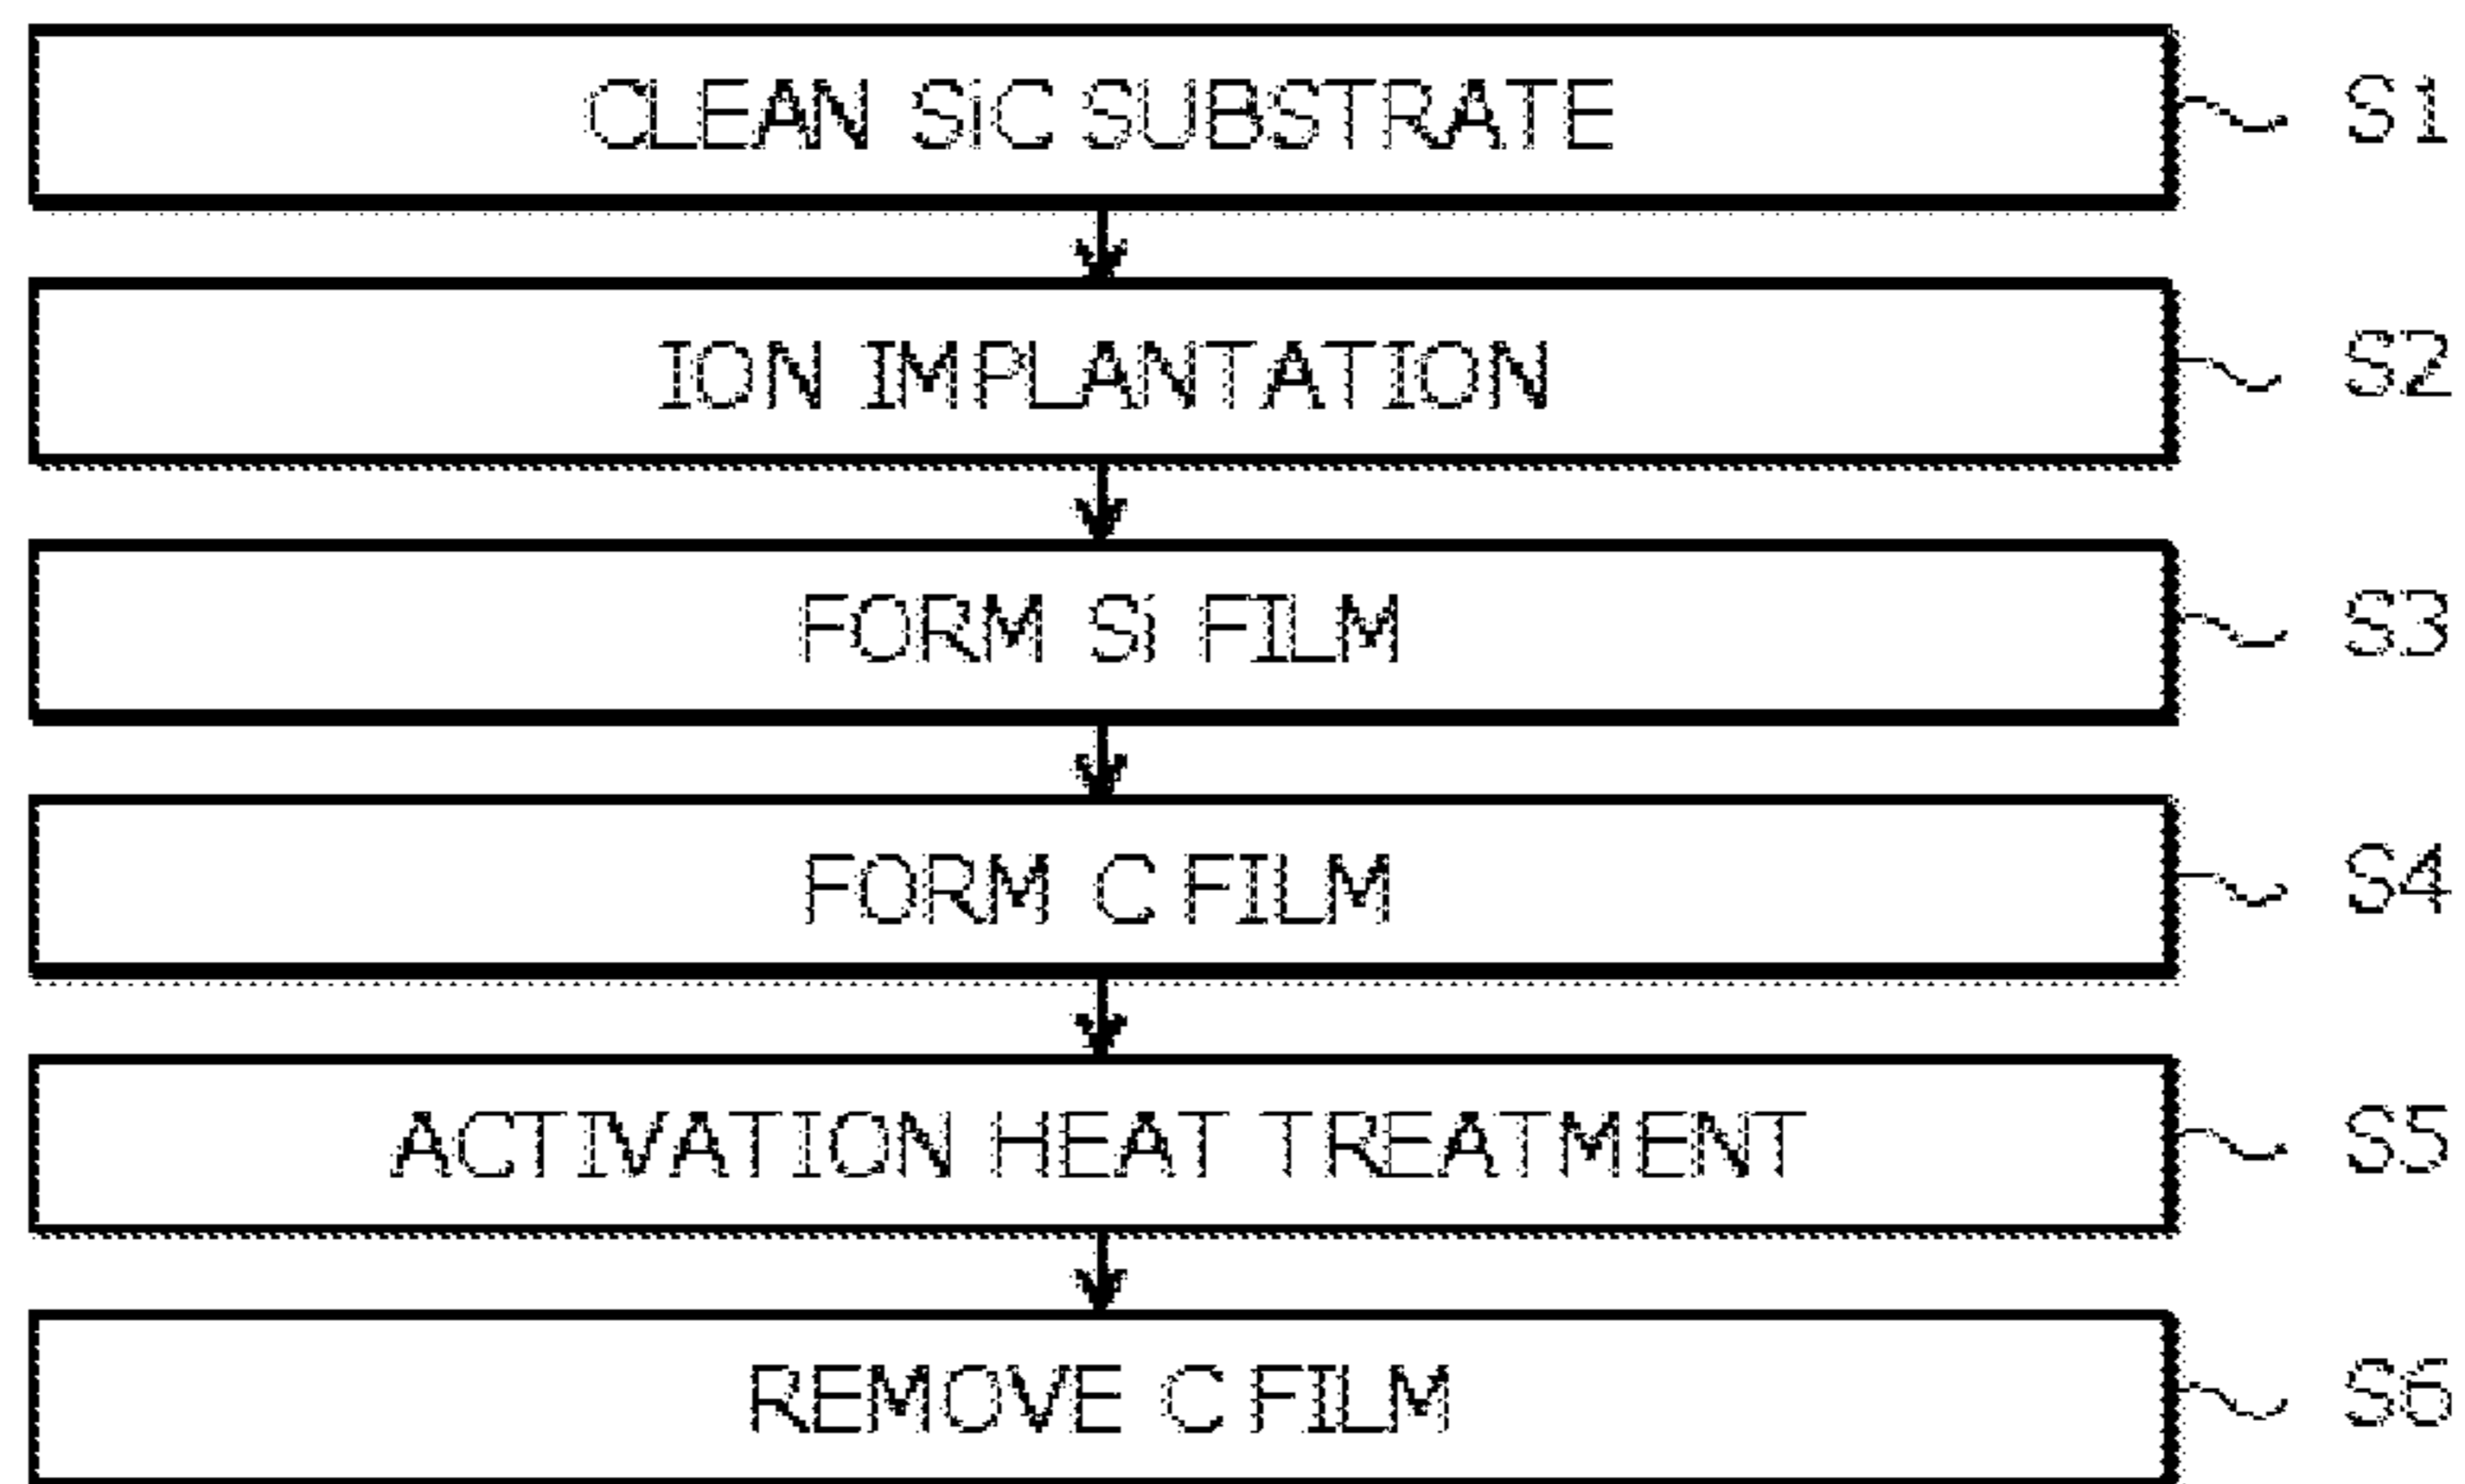 CLEAN SiC SUBSTRATE S1
ION IMPLANTATION S2
FORM Si FILM S3
FORM C FILM S4
ACTIVATION HEAT TREATMENT S5
REMOVE C FILM S6